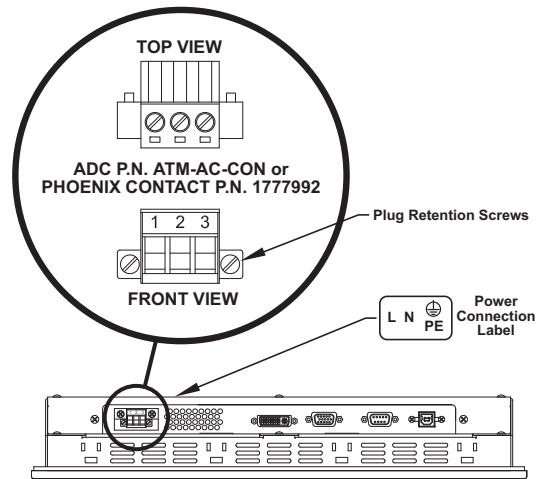 TOP VIEW
ADC P.N. ATM-AC-CON or
PHOENIX CONTACT P.N. 1777992
1 2 3
Plug Retention Screws
FRONT VIEW
L N PE
Power
Connection
Label